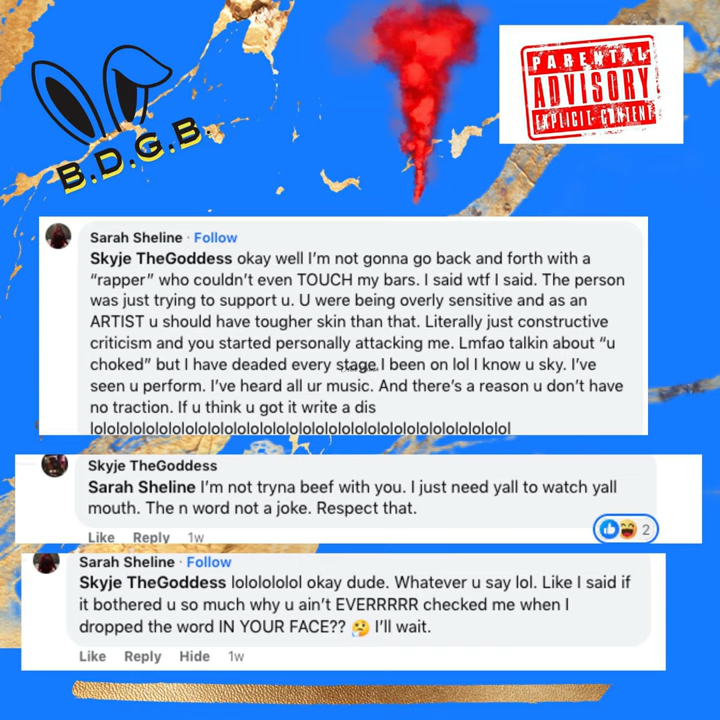 B.D.G.B.
PARENTAL
ADVISORY
EXPLICIT CONTENT
Sarah Sheline · Follow
Skyje TheGoddess okay well I’m not gonna go back and forth with a
“rapper” who couldn’t even TOUCH my bars. I said wtf I said. The person
was just trying to support u. U were being overly sensitive and as an
ARTIST u should have tougher skin than that. Literally just constructive
criticism and you started personally attacking me. Lmfao talkin about “u
choked” but I have deaded every stage I been on lol I know u sky. I’ve
seen u perform. I’ve heard all ur music. And there’s a reason u don’t have
no traction. If u think u got it write a dis
lolololololololololololololololololololololololololololololololol
Skyje TheGoddess
Sarah Sheline I’m not tryna beef with you. I just need yall to watch yall
mouth. The n word not a joke. Respect that.
Like Reply 1w
2
Sarah Sheline · Follow
Skyje TheGoddess lolololololol okay dude. Whatever u say lol. Like I said if
it bothered u so much why u ain’t EVERRRRR checked me when I
dropped the word IN YOUR FACE?? 🤧 I’ll wait.
Like Reply Hide 1w